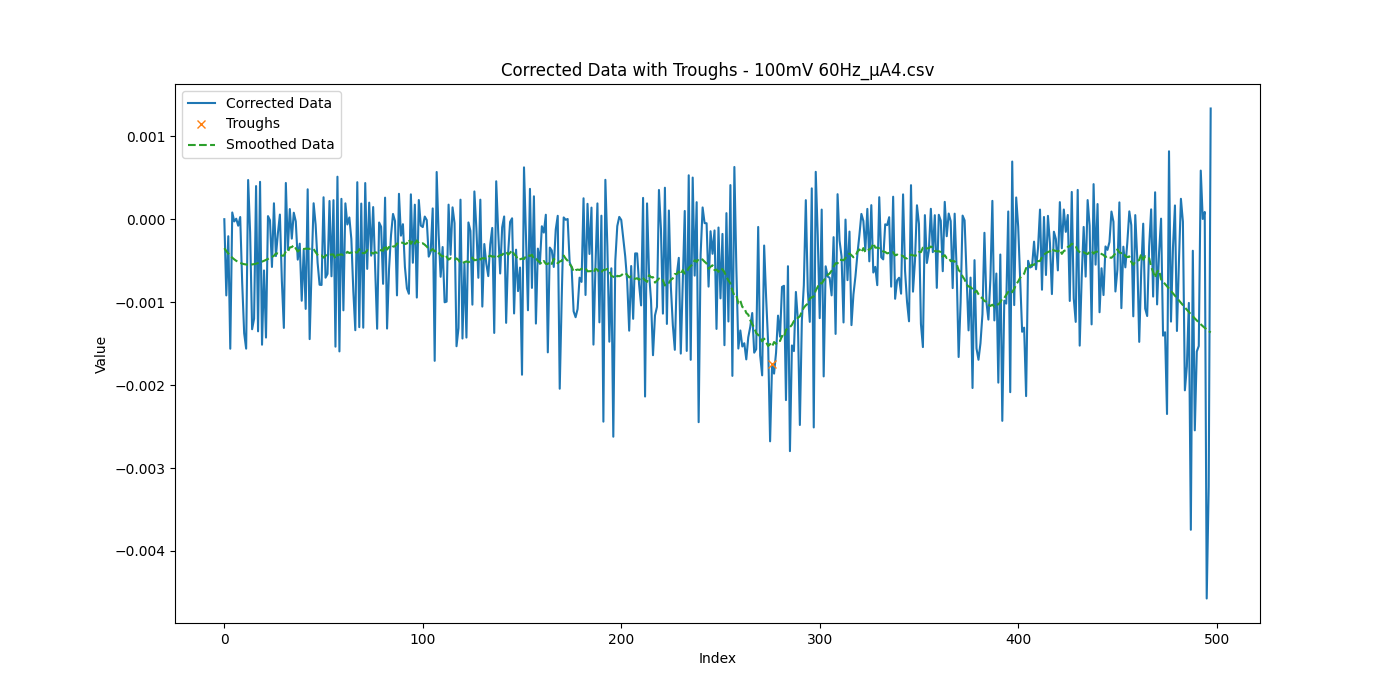 Corrected Data with Troughs - 100mV 60Hz_µA4.csv
Corrected Data
Troughs
Smoothed Data
0.001
0.000
−0.001
−0.002
−0.003
−0.004
Value
0
100
200
300
400
500
Index